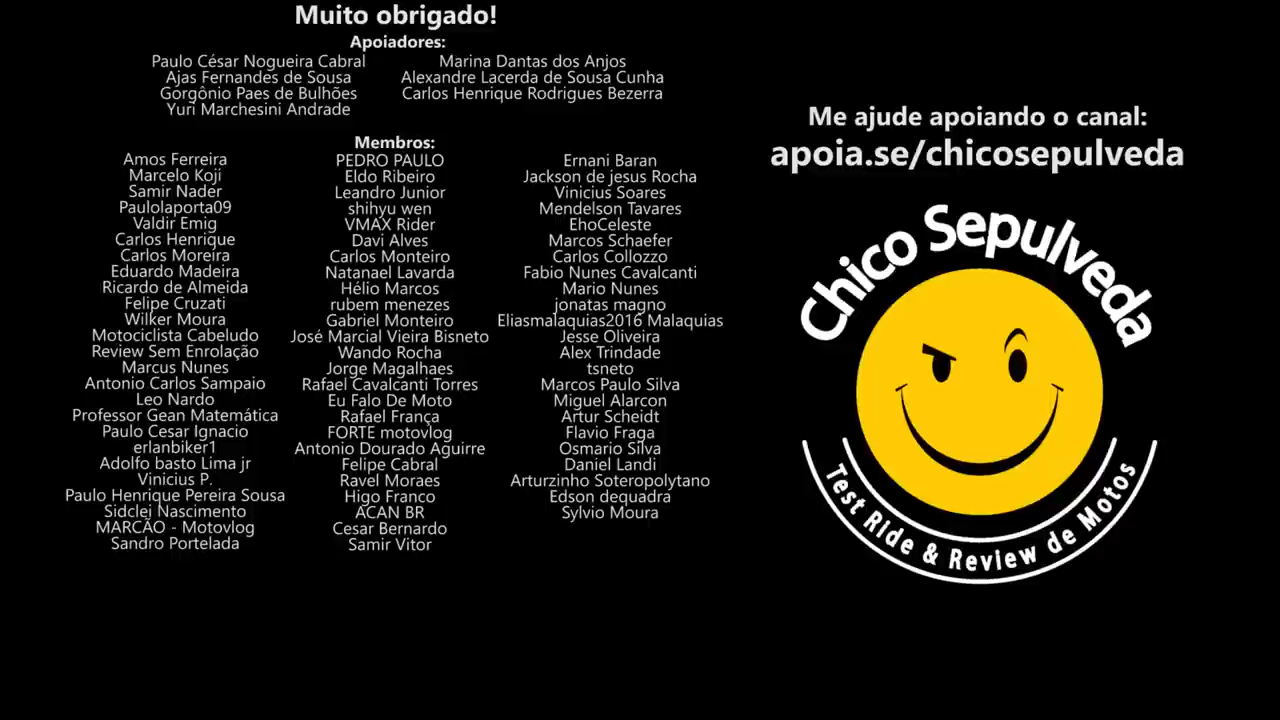 Muito obrigado!
Apoiadores:
Paulo César Nogueira Cabral
Ajas Fernandes de Sousa
Gorgônio Paes de Bulhões
Yuri Marchesini Andrade
Marina Dantas dos Anjos
Alexandre Lacerda de Sousa Cunha
Carlos Henrique Rodrigues Bezerra
Membros:
Amos Ferreira
Marcelo Koji
Samir Nader
Paulolaporta09
Valdir Emig
Carlos Henrique
Carlos Moreira
Eduardo Madeira
Ricardo de Almeida
Felipe Cruzati
Wilker Moura
Motociclista Cabeludo
Review Sem Enrolação
Marcus Nunes
Antonio Carlos Sampaio
Leo Nardo
Professor Gean Matemática
Paulo Cesar Ignacio
erlanbiker1
Adolfo basto Lima jr
Vinicius P.
Paulo Henrique Pereira Sousa
Sidclei Nascimento
MARCÃO - Motovlog
Sandro Portelada
PEDRO PAULO
Eldo Ribeiro
Leandro Junior
shihyu wen
VMAX Rider
Davi Alves
Carlos Monteiro
Natanael Lavarda
Hélio Marcos
rubem menezes
Gabriel Monteiro
José Marcial Vieira Bisneto
Wando Rocha
Jorge Magalhaes
Rafael Cavalcanti Torres
Eu Falo De Moto
Rafael França
FORTE motovlog
Antonio Dourado Aguirre
Felipe Cabral
Ravel Moraes
Higo Franco
ACAN BR
Cesar Bernardo
Samir Vitor
Ernani Baran
Jackson de jesus Rocha
Vinicius Soares
Mendelson Tavares
EhoCeleste
Marcos Schaefer
Carlos Collozzo
Fabio Nunes Cavalcanti
Mario Nunes
jonatas magno
Eliasmalaquias2016 Malaquias
Jesse Oliveira
Alex Trindade
tsneto
Marcos Paulo Silva
Miguel Alarcon
Artur Scheidt
Flavio Fraga
Osmario Silva
Daniel Landi
Arturzinho Soteropolytano
Edson dequadra
Sylvio Moura
Me ajude apoiando o canal:
apoia.se/chicosepulveda
Chico Sepulveda
Test Ride & Review de Motos